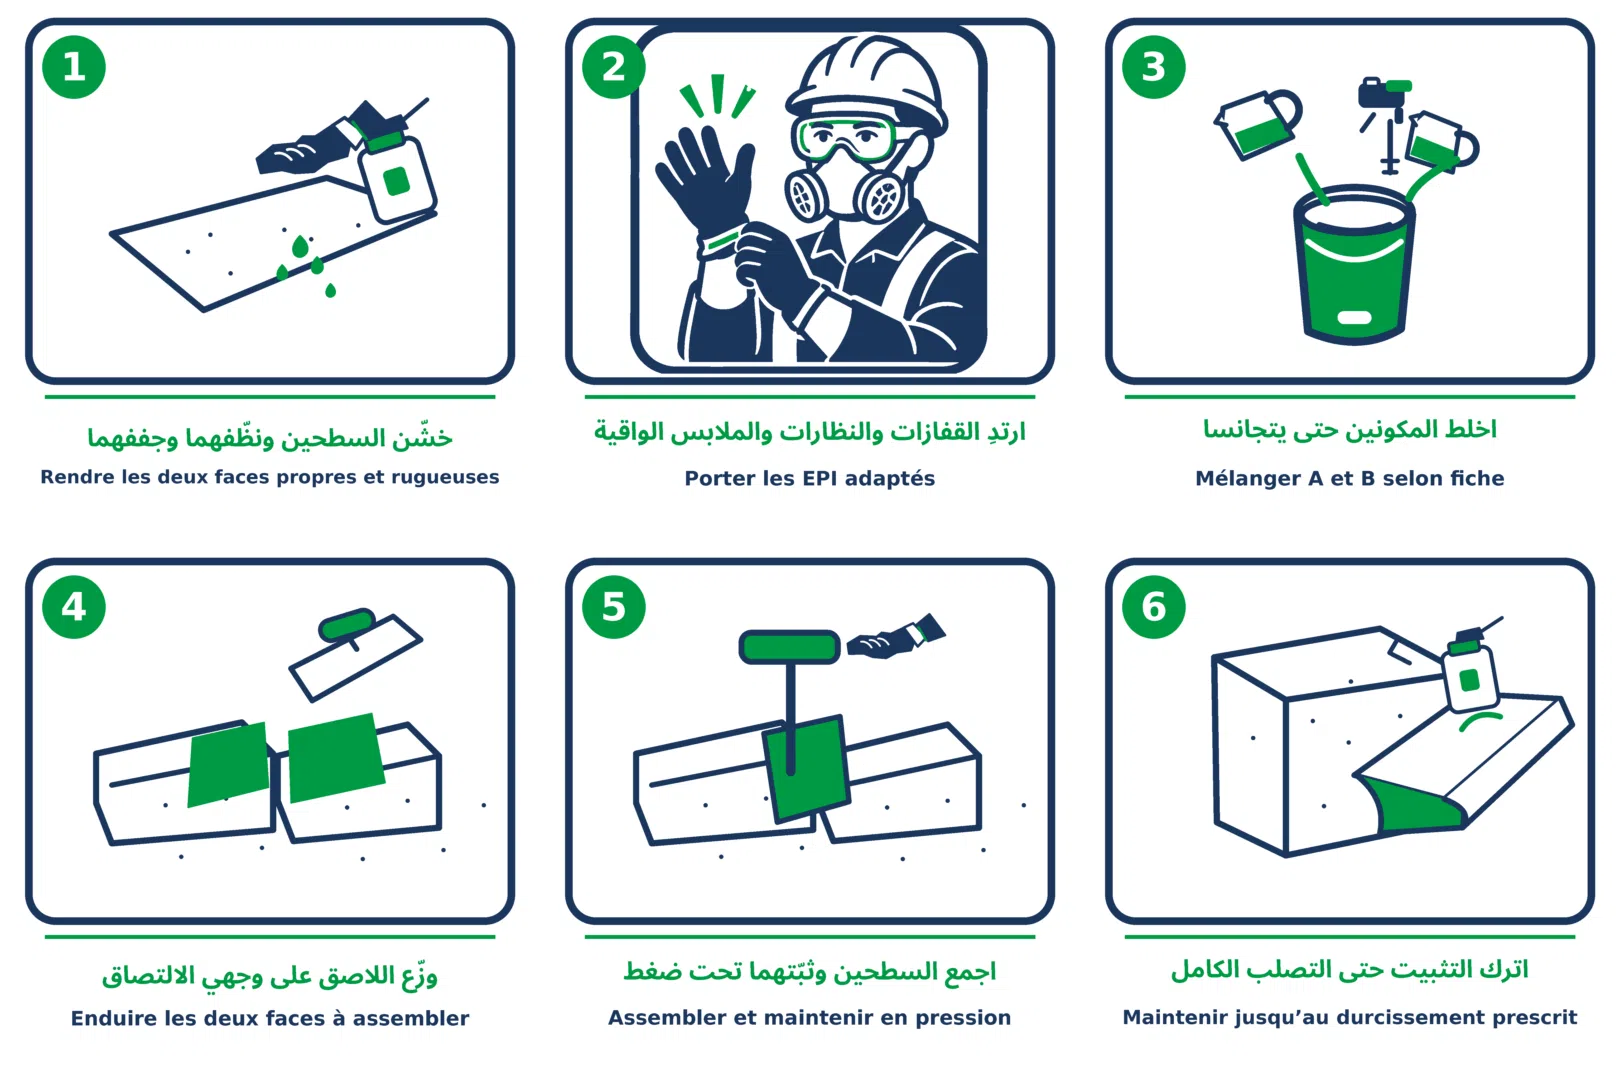 1
خشّن السطحين ونظّفهما وجففهما
Rendre les deux faces propres et rugueuses
2
ارتدِ القفازات والنظارات والملابس الواقية
Porter les EPI adaptés
3
اخلط المكونين حتى يتجانسا
Mélanger A et B selon fiche
4
وزّع اللاصق على وجهي الالتصاق
Enduire les deux faces à assembler
5
اجمع السطحين وثبّتهما تحت ضغط
Assembler et maintenir en pression
6
اترك التثبيت حتى التصلب الكامل
Maintenir jusqu’au durcissement prescrit